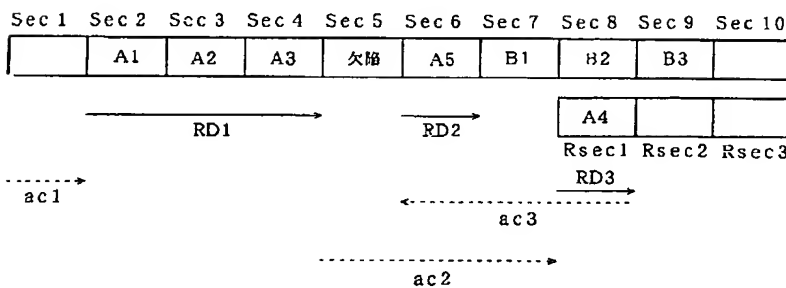 Sec 1 Sec 2 Sec 3 Sec 4 Sec 5 Sec 6 Sec 7 Sec 8 Sec 9 Sec 10
A1 A2 A3 欠陥 A5 B1 B2 B3
RD1 RD2 A4
Rsec1 Rsec2 Rsec3
RD3
ac1 ac3
ac2